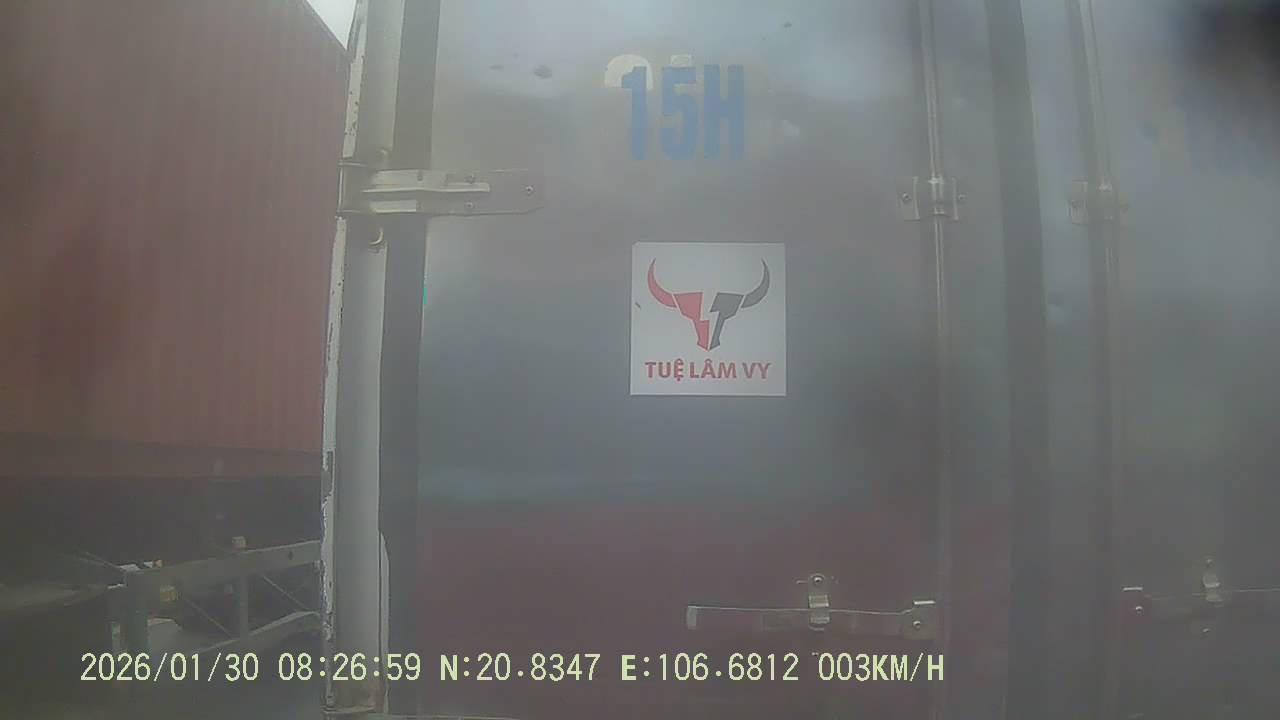 15H
TUỆ LÂM VY
2026/01/30 08:26:59 N:20.8347 E:106.6812 003KM/H